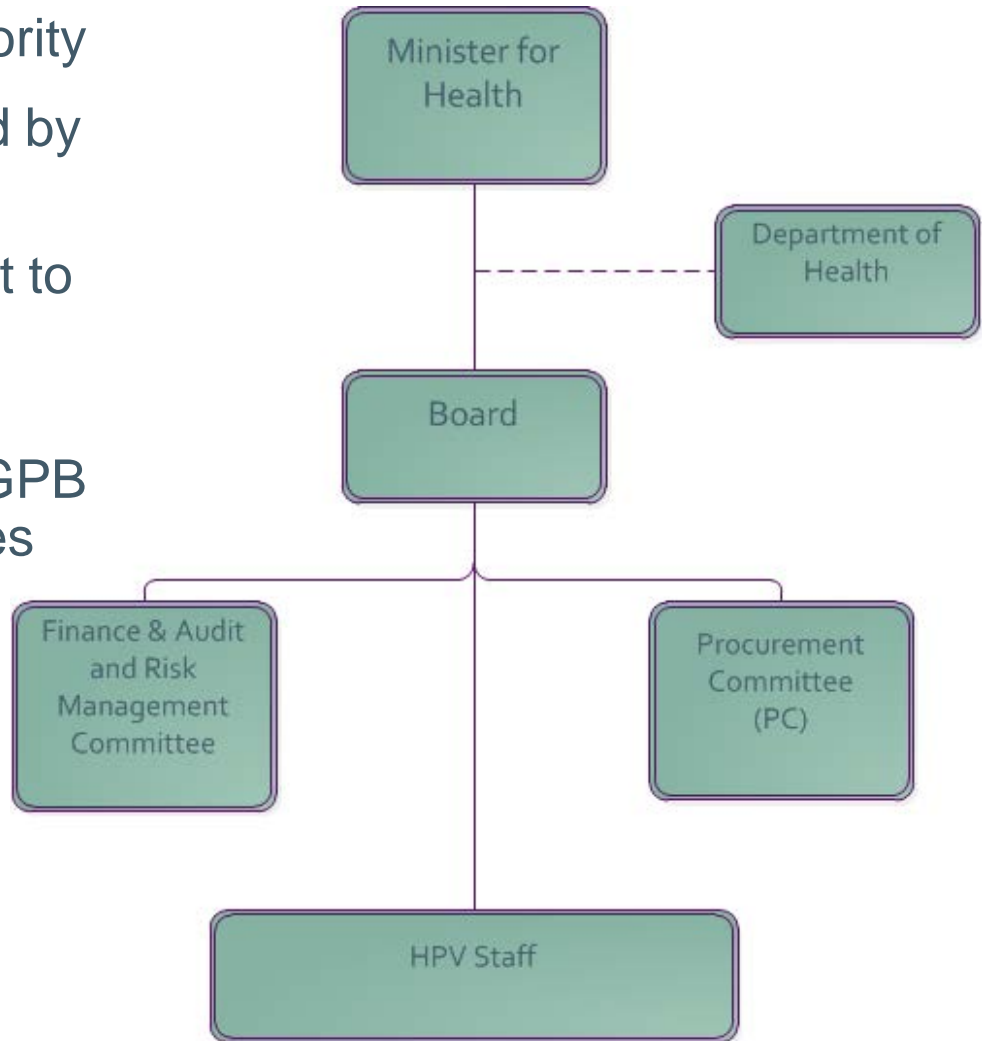 ority
d by
t to
GPB
es
Minister for
Health
Department of
Health
Board
Finance & Audit
and Risk
Management
Committee
Procurement
Committee
(PC)
HPV Staff